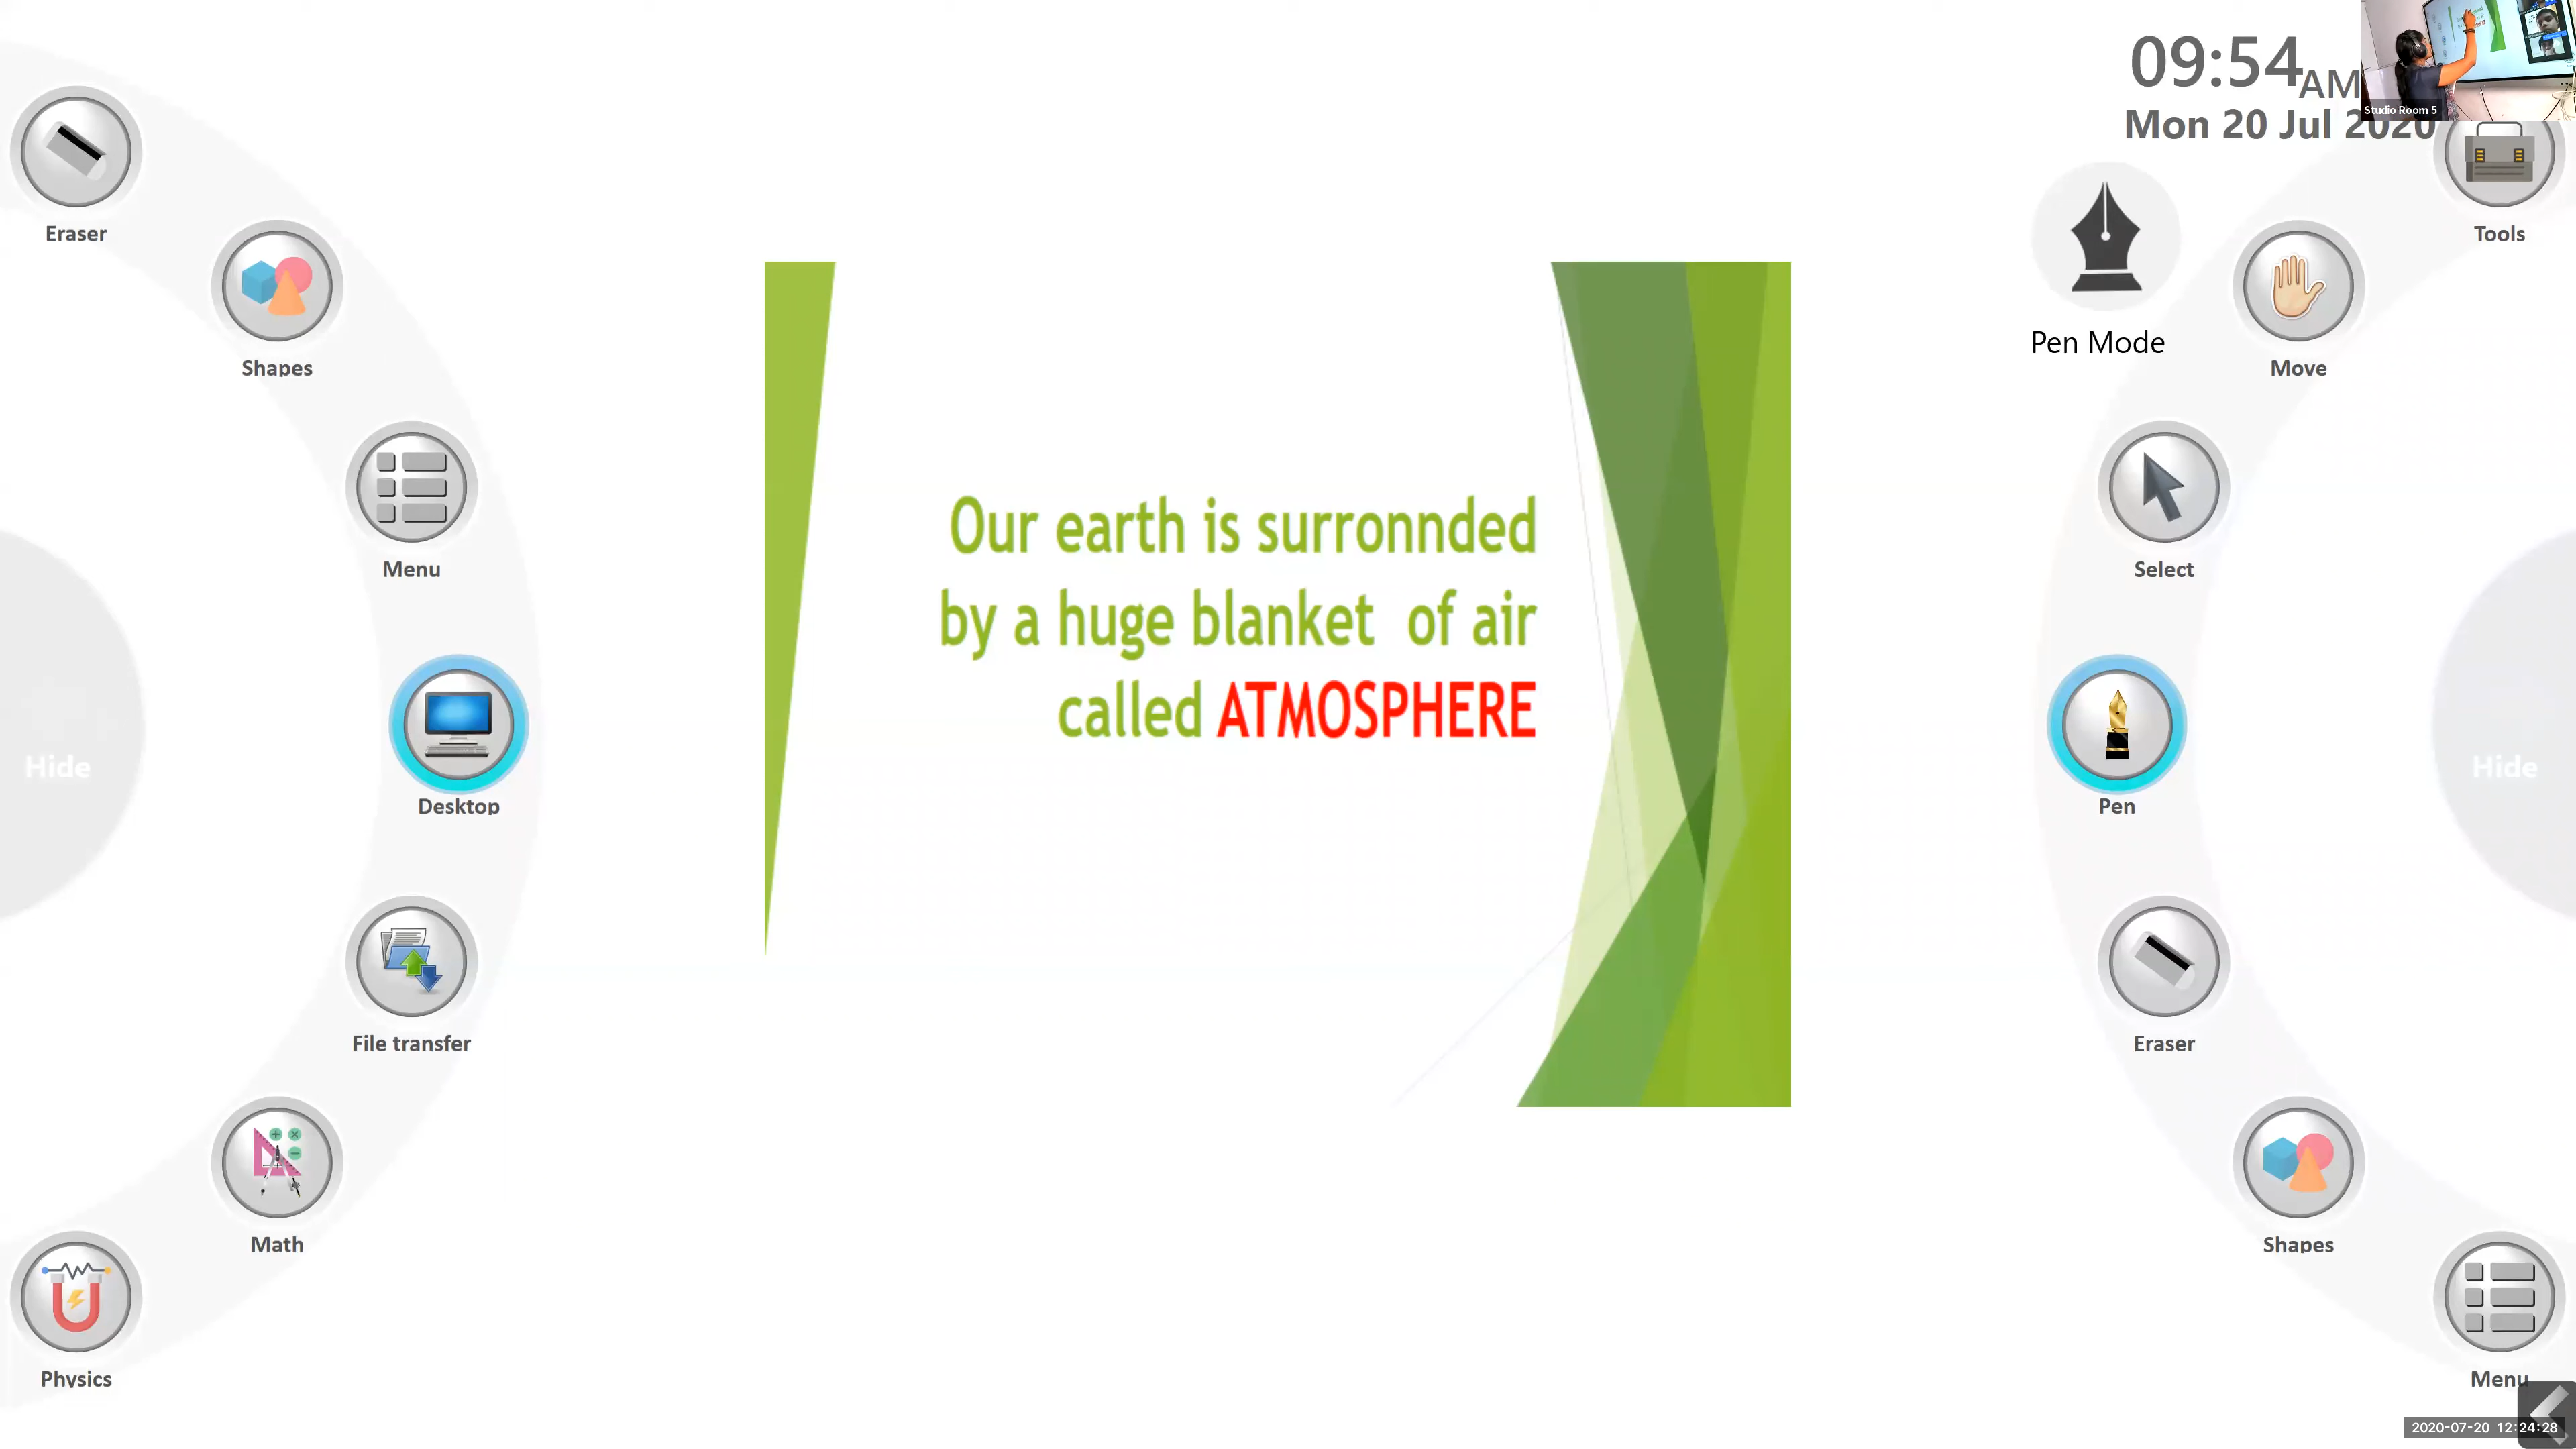 09:54 AM
Mon 20 Jul 2020
Studio Room 5
Eraser
Shapes
Menu
Hide
Desktop
File transfer
Math
Physics
Our earth is surronnded
by a huge blanket of air
called ATMOSPHERE
Pen Mode
Tools
Move
Select
Pen
Hide
Eraser
Shapes
Menu
2020-07-20 12:24:28